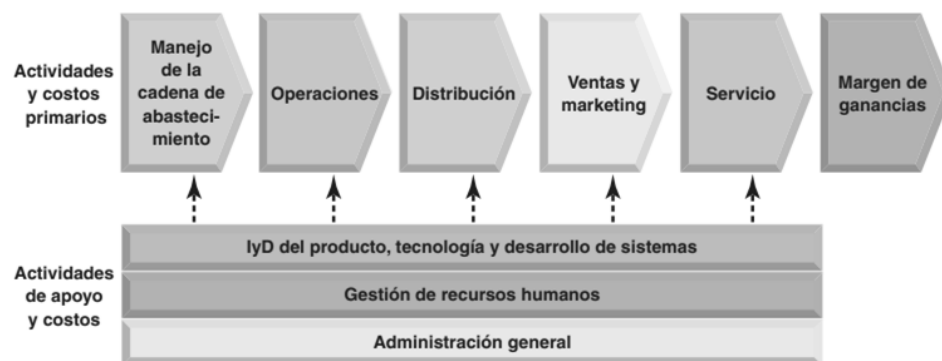 Actividades
y costos
primarios
Manejo
de la
cadena de
abasteci-
miento
Operaciones
Distribución
Ventas y
marketing
Servicio
Margen de
ganancias
Actividades
de apoyo
y costos
IyD del producto, tecnología y desarrollo de sistemas
Gestión de recursos humanos
Administración general